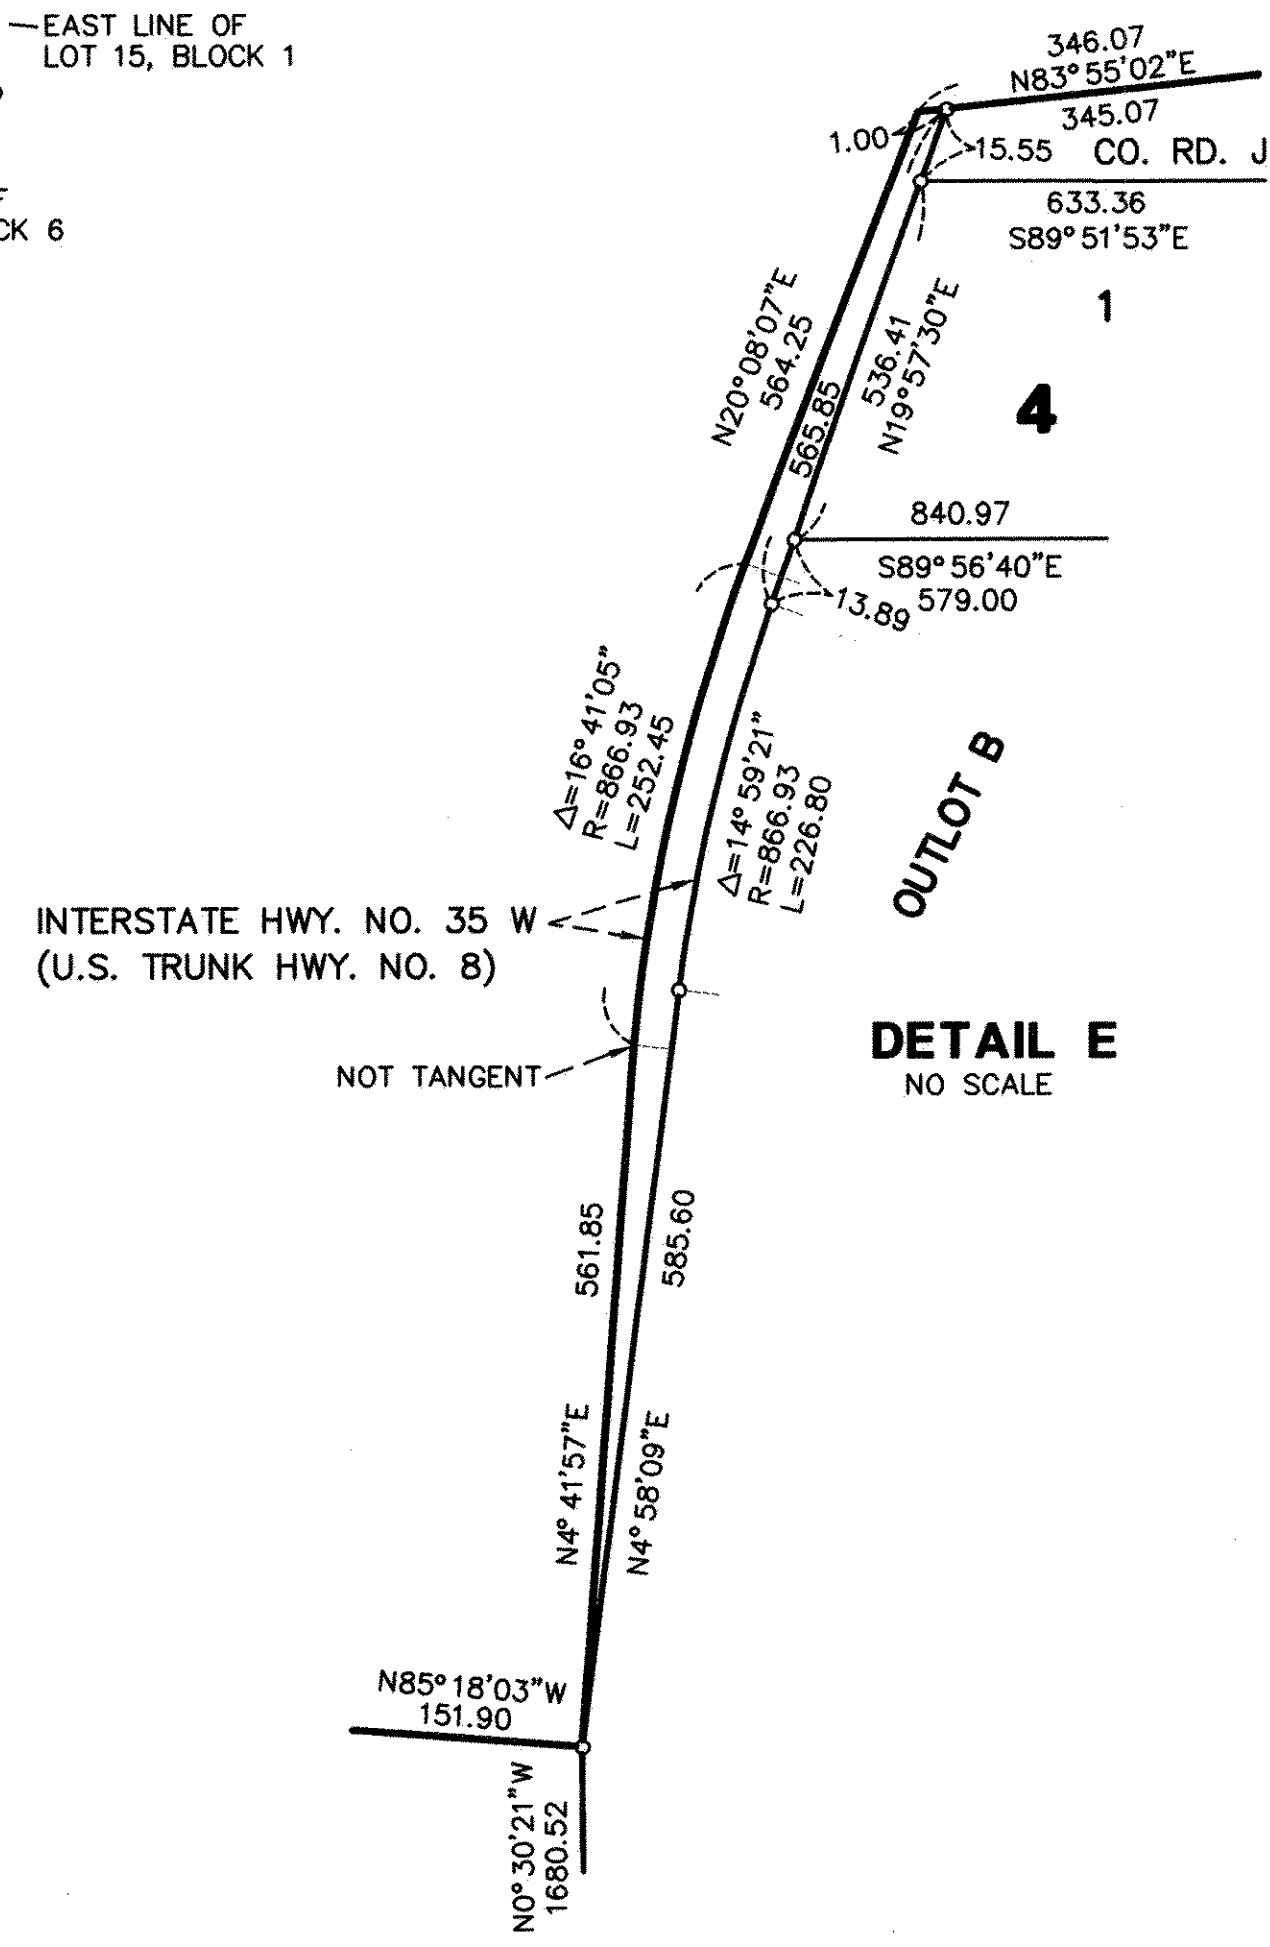 EAST LINE OF
LOT 15, BLOCK 1
CK 6
346.07
N83°55'02"E
345.07
1.00
15.55
CO. RD. J
633.36
S89°51'53"E
1
N20°08'07"E
564.25
565.85
536.41
N19°57'30"E
4
840.97
S89°56'40"E
579.00
13.89
Δ=16°41'05"
R=866.93
L=252.45
Δ=14°59'21"
R=866.93
L=226.80
OUTLOT B
INTERSTATE HWY. NO. 35 W
(U.S. TRUNK HWY. NO. 8)
DETAIL E
NO SCALE
NOT TANGENT
561.85
585.60
N4°41'57"E
N4°58'09"E
N85°18'03"W
151.90
N0°30'21"W
1680.52